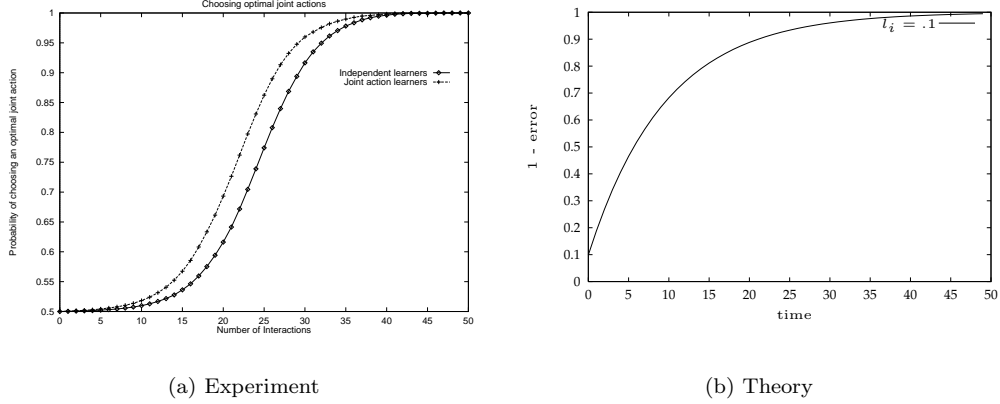 Choosing optimal joint actions
Probability of choosing an optimal joint action
1
0.95
0.9
0.85
0.8
0.75
0.7
0.65
0.6
0.55
0.5
Independent learners
Joint action learners
0 5 10 15 20 25 30 35 40 45 50
Number of Interactions
(a) Experiment
1 - error
1
0.9
0.8
0.7
0.6
0.5
0.4
0.3
0.2
0.1
0
l_i = .1
0 5 10 15 20 25 30 35 40 45 50
time
(b) Theory